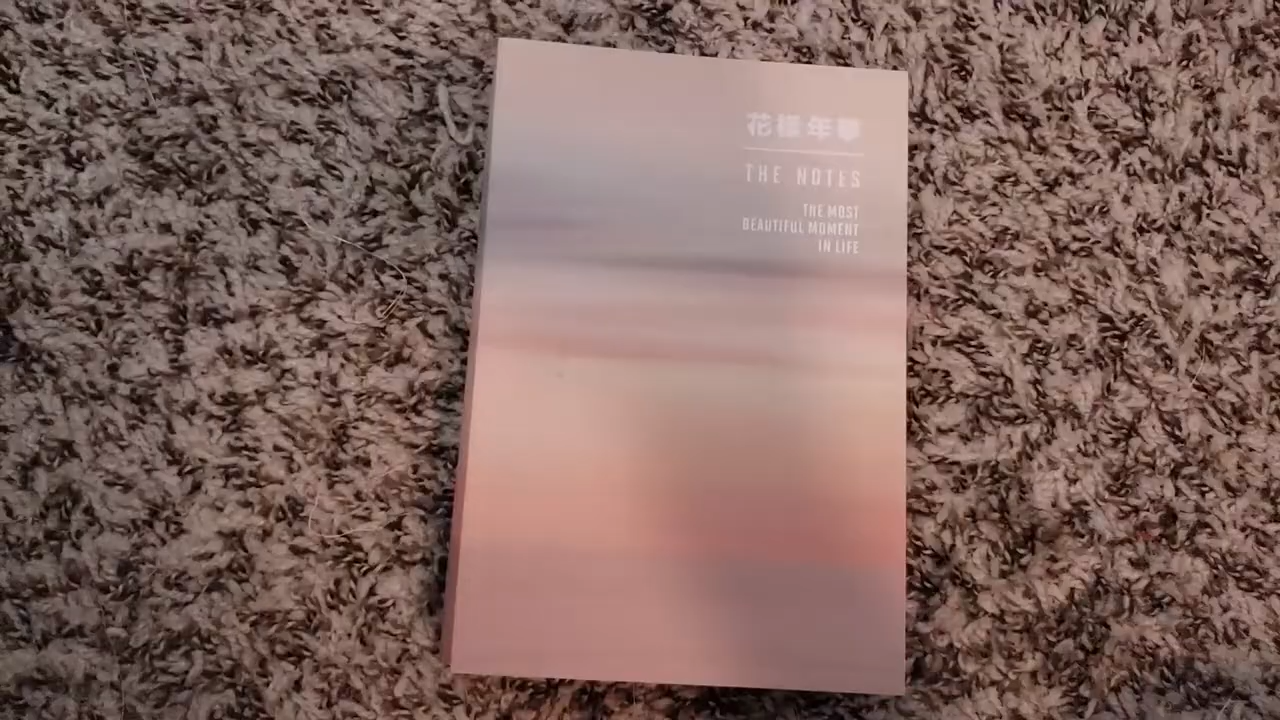 花樣年華
THE NOTES
THE MOST
BEAUTIFUL MOMENT
IN LIFE